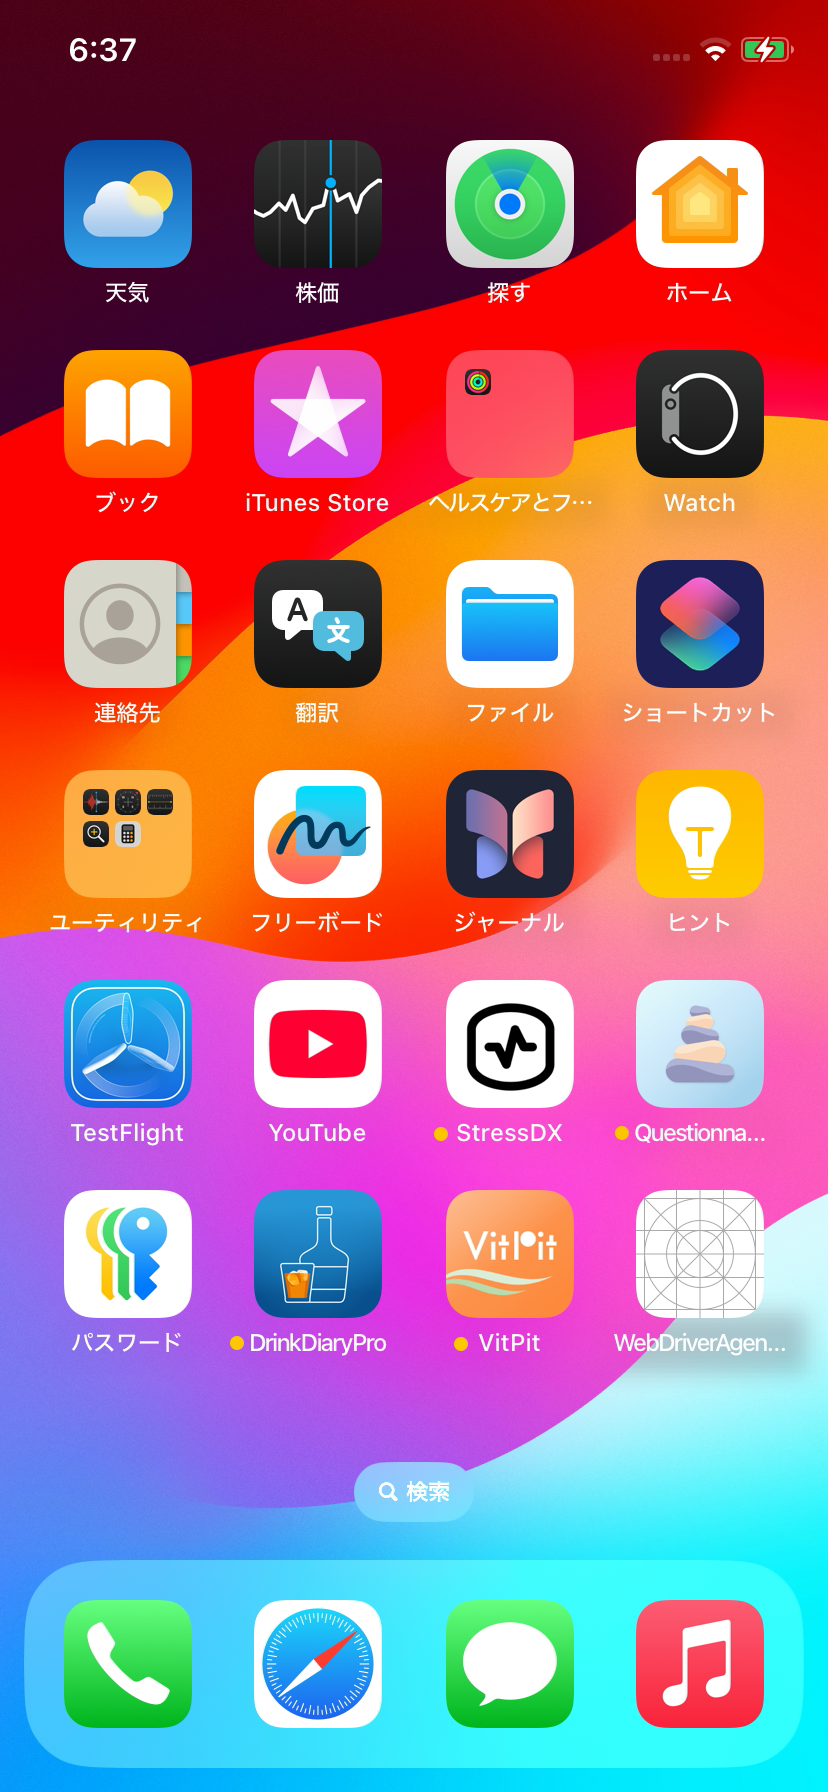 6:37
天気
株価
探す
ホーム
ブック
iTunes Store
ヘルスケアとフ…
Watch
A
文
連絡先
翻訳
ファイル
ショートカット
ユーティリティ
フリーボード
ジャーナル
ヒント
TestFlight
YouTube
StressDX
Questionna...
VitPit
パスワード
DrinkDiaryPro
VitPit
WebDriverAgen...
検索